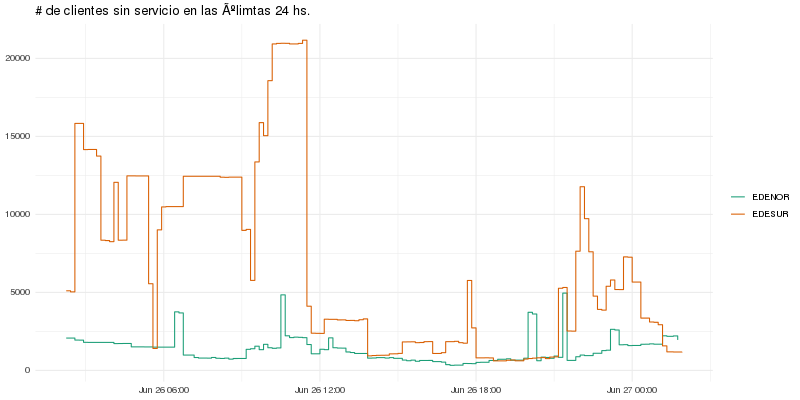 # de clientes sin servicio en las Ãºlimtas 24 hs.
20000
15000
10000
5000
0
Jun 26 06:00
Jun 26 12:00
Jun 26 18:00
Jun 27 00:00
EDENOR
EDESUR